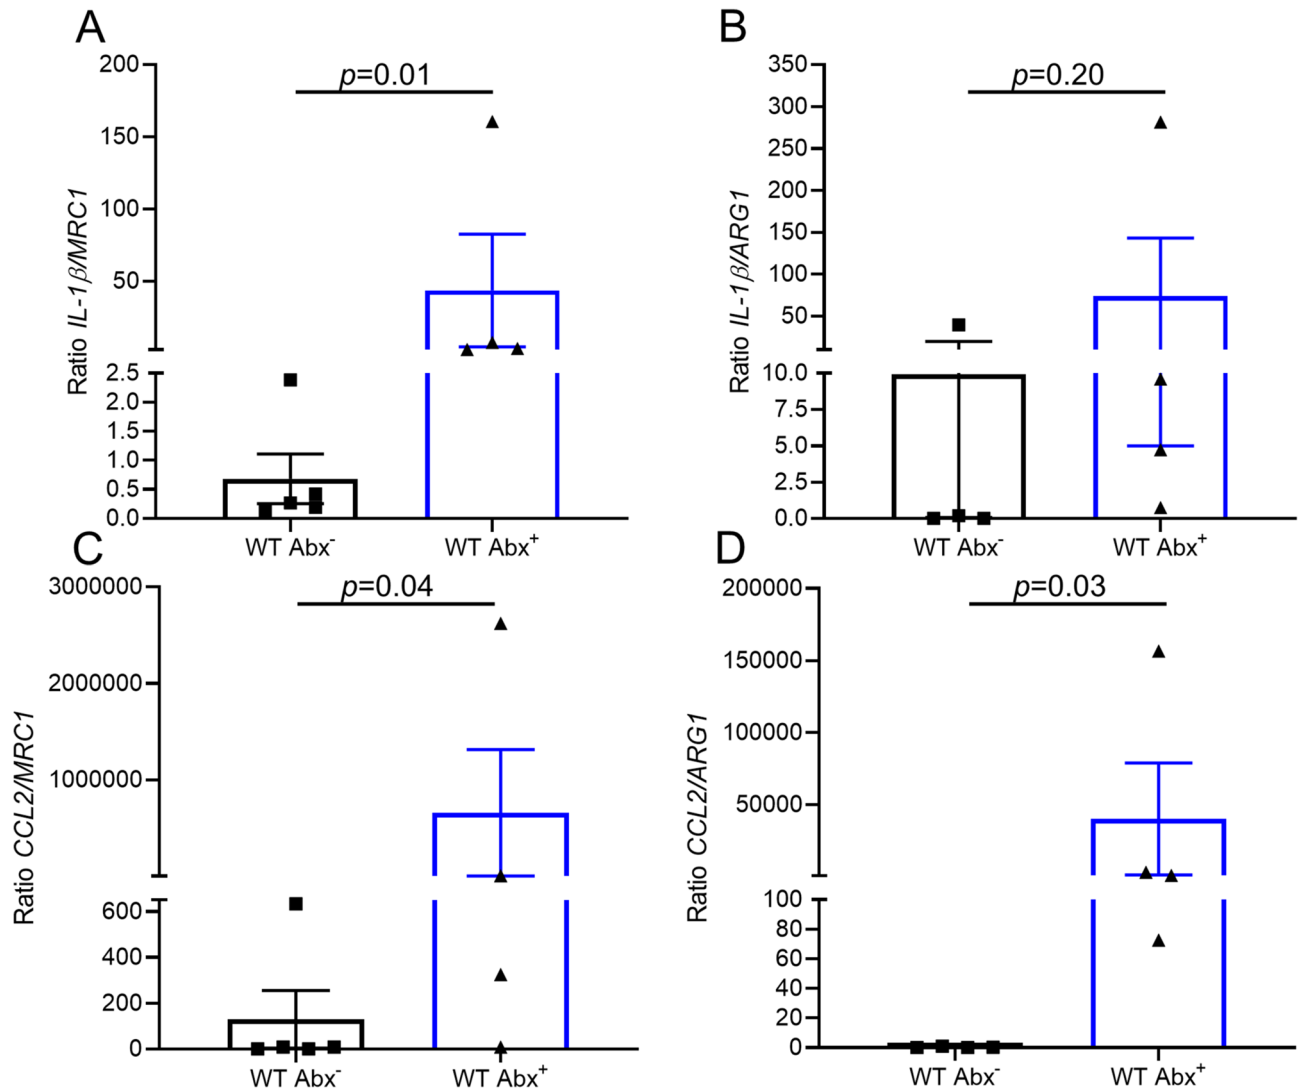 A
Ratio IL-1β/MRC1
200
150
100
50
2.5
2.0
1.5
1.0
0.5
0.0
p=0.01
WT Abx⁻
WT Abx⁺
B
Ratio IL-1β/ARG1
350
300
250
200
150
100
50
10.0
7.5
5.0
2.5
0.0
p=0.20
WT Abx⁻
WT Abx⁺
C
Ratio CCL2/MRC1
3000000
2000000
1000000
600
400
200
0
p=0.04
WT Abx⁻
WT Abx⁺
D
Ratio CCL2/ARG1
200000
150000
100000
50000
100
80
60
40
20
0
p=0.03
WT Abx⁻
WT Abx⁺